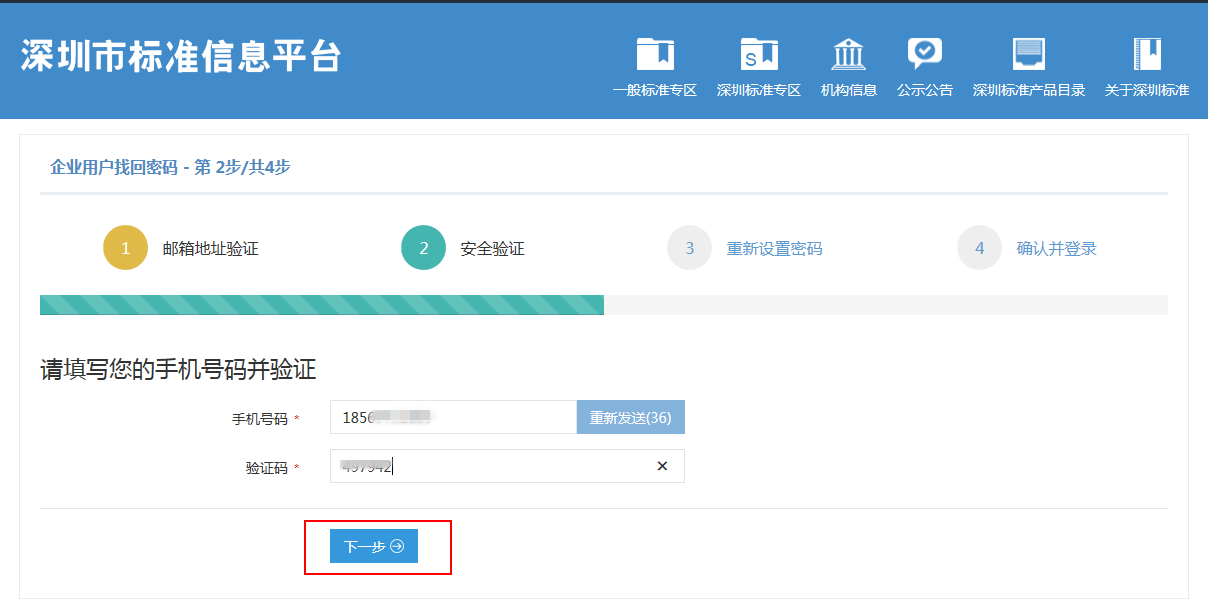 深圳市标准信息平台
一般标准专区 深圳标准专区 机构信息 公示公告 深圳标准产品目录 关于深圳标准
企业用户找回密码 - 第 2步/共4步
1 邮箱地址验证 2 安全验证 3 重新设置密码 4 确认并登录
请填写您的手机号码并验证
手机号码 * 185 重新发送(36)
验证码 *
下一步